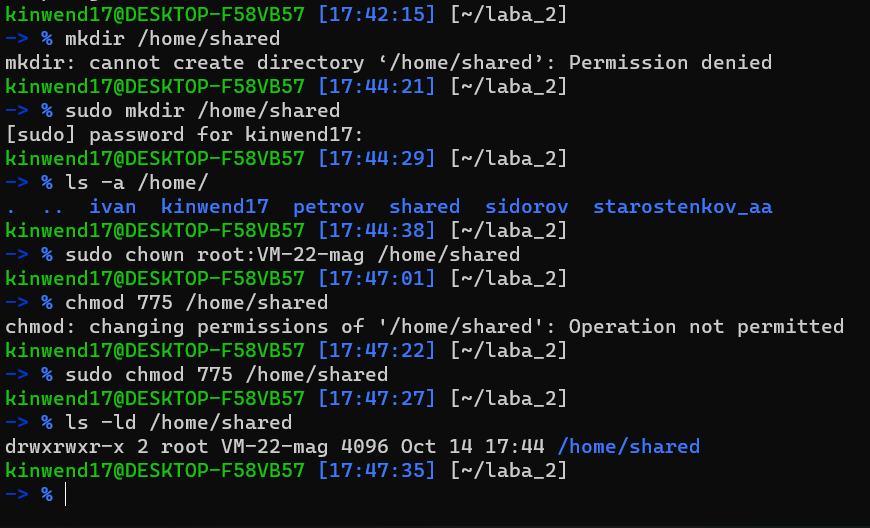 kinwend17@DESKTOP-F58VB57 [17:42:15] [~/laba_2]
-> % mkdir /home/shared
mkdir: cannot create directory ‘/home/shared’: Permission denied
kinwend17@DESKTOP-F58VB57 [17:44:21] [~/laba_2]
-> % sudo mkdir /home/shared
[sudo] password for kinwend17:
kinwend17@DESKTOP-F58VB57 [17:44:29] [~/laba_2]
-> % ls -a /home/
.  ..  ivan  kinwend17  petrov  shared  sidorov  starostenkov_aa
kinwend17@DESKTOP-F58VB57 [17:44:38] [~/laba_2]
-> % sudo chown root:VM-22-mag /home/shared
kinwend17@DESKTOP-F58VB57 [17:47:01] [~/laba_2]
-> % chmod 775 /home/shared
chmod: changing permissions of '/home/shared': Operation not permitted
kinwend17@DESKTOP-F58VB57 [17:47:22] [~/laba_2]
-> % sudo chmod 775 /home/shared
kinwend17@DESKTOP-F58VB57 [17:47:27] [~/laba_2]
-> % ls -ld /home/shared
drwxrwxr-x 2 root VM-22-mag 4096 Oct 14 17:44 /home/shared
kinwend17@DESKTOP-F58VB57 [17:47:35] [~/laba_2]
-> %